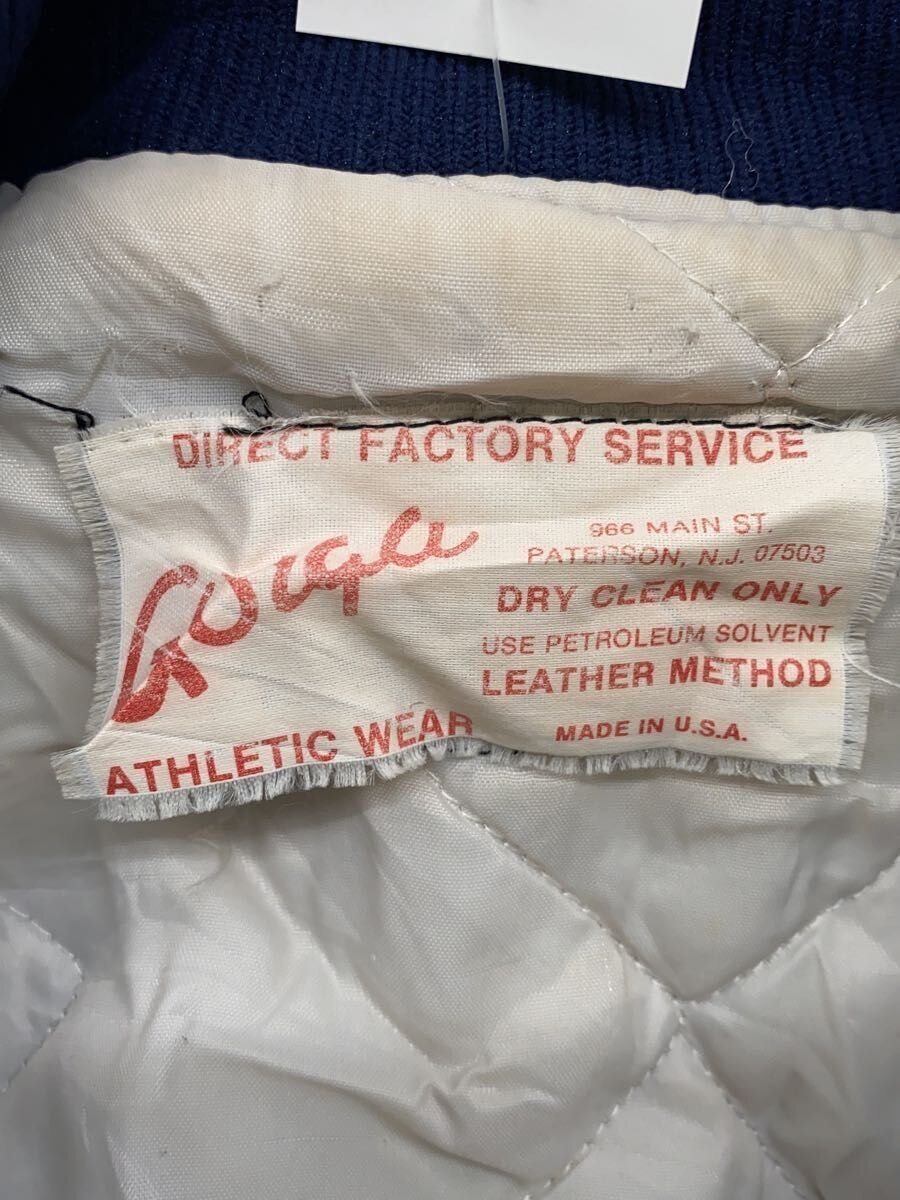 DIRECT FACTORY SERVICE
966 MAIN ST.
PATERSON, N.J. 07503
DRY CLEAN ONLY
USE PETROLEUM SOLVENT
LEATHER METHOD
ATHLETIC WEAR
MADE IN U.S.A.